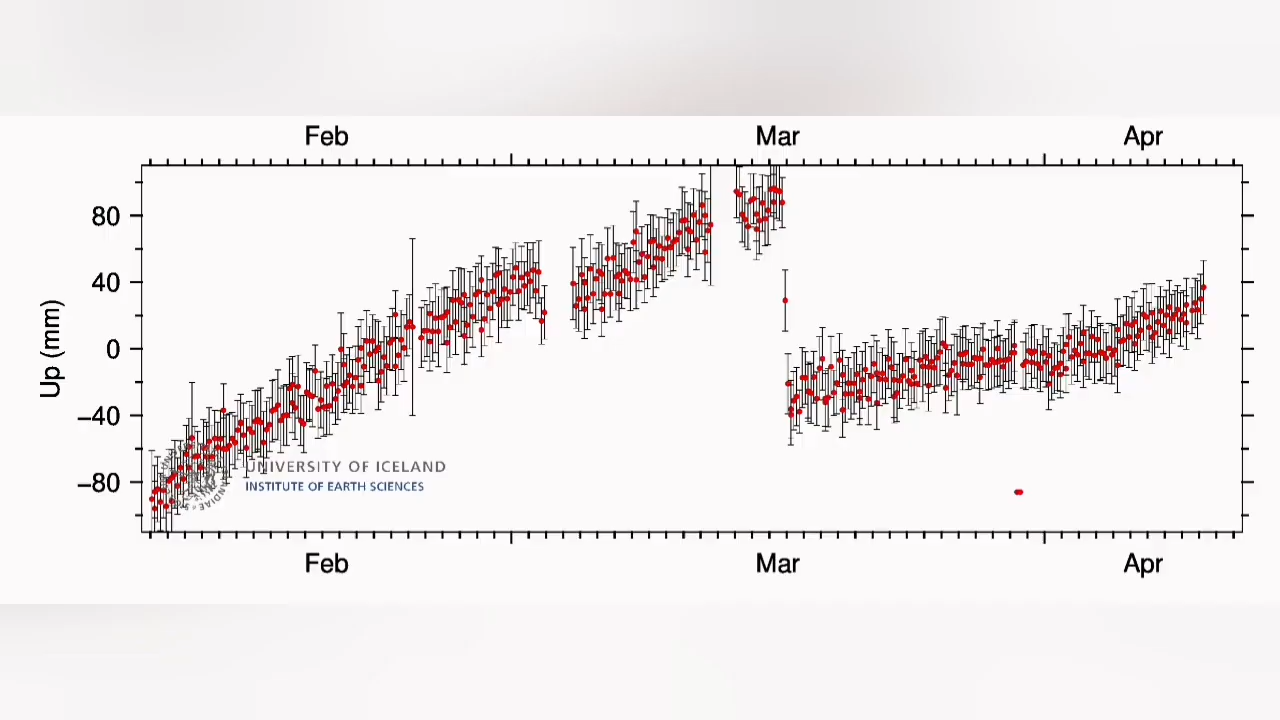 Feb Mar Apr
80
40
0
−40
−80
Up (mm)
UNIVERSITY OF ICELAND
INSTITUTE OF EARTH SCIENCES
Feb Mar Apr